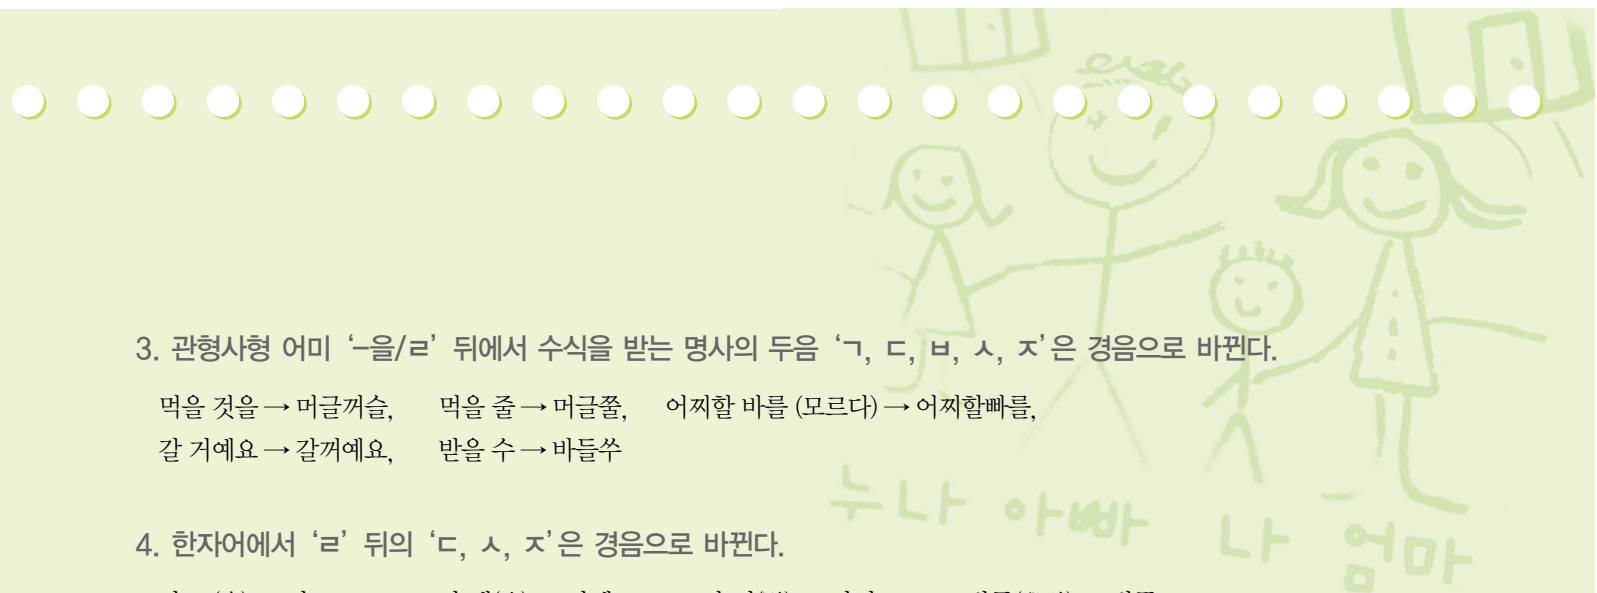 3. 관형사형 어미 ‘-을/ㄹ’ 뒤에서 수식을 받는 명사의 두음 ‘ㄱ, ㄷ, ㅂ, ㅅ, ㅈ’은 경음으로 바뀐다.
먹을 것을 → 머글꺼슬, 먹을 줄 → 머글쭐, 어찌할 바를 (모르다) → 어찌할빠를,
갈 거예요 → 갈꺼예요, 받을 수 → 바들쑤
누나 아빠 나 엄마
4. 한자어에서 ‘ㄹ’ 뒤의 ‘ㄷ, ㅅ, ㅈ’은 경음으로 바뀐다.